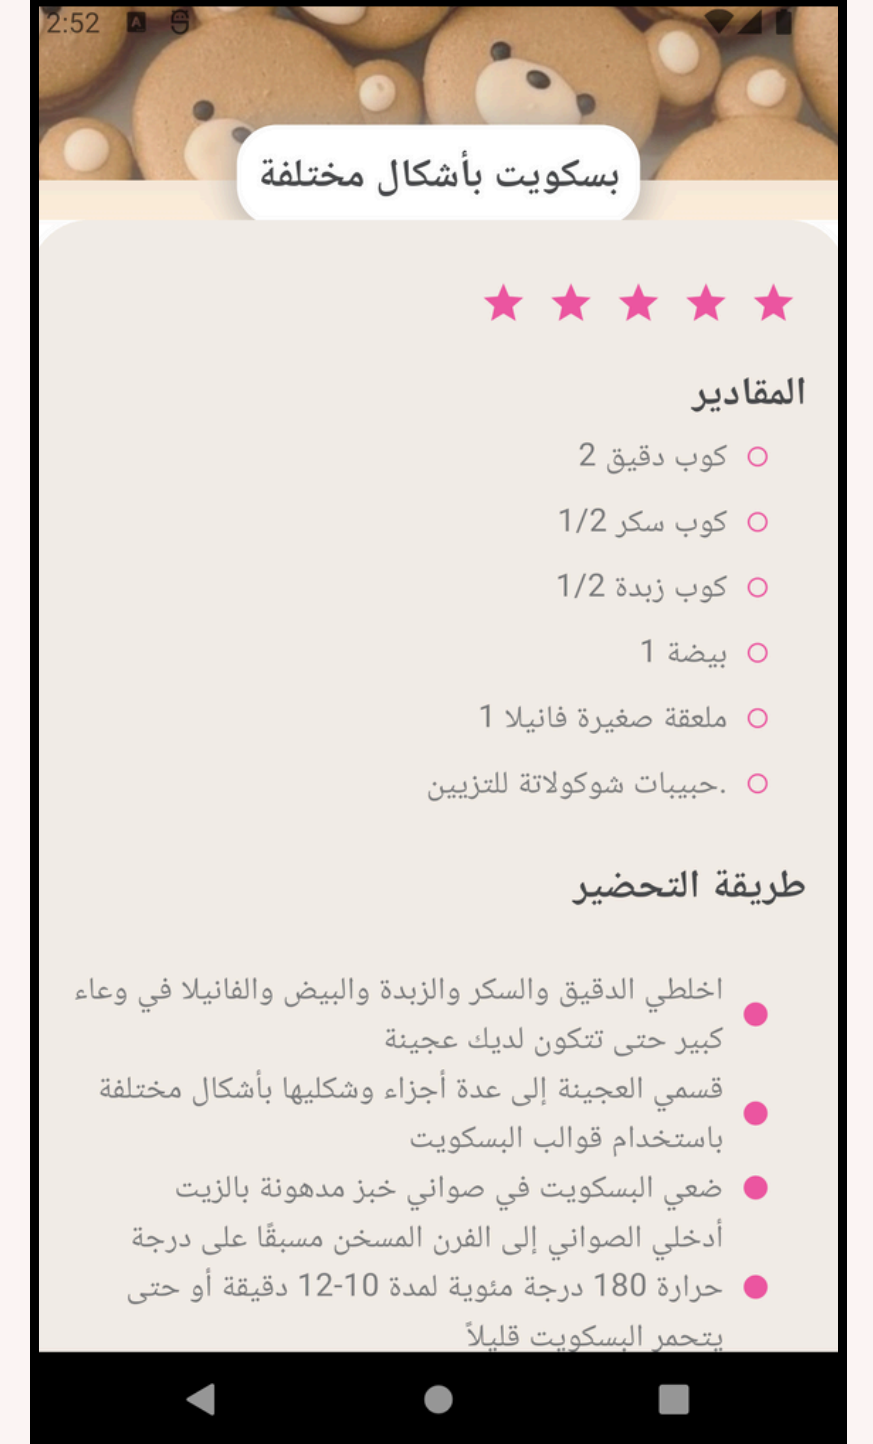 2:52
بسكويت بأشكال مختلفة
المقادير
كوب دقيق 2
كوب سكر 1/2
كوب زبدة 1/2
بيضة 1
ملعقة صغيرة فانيلا 1
.حبيبات شوكولاتة للتزيين
طريقة التحضير
اخلطي الدقيق والسكر والزبدة والبيض والفانيلا في وعاء
كبير حتى تتكون لديك عجينة
قسمي العجينة إلى عدة أجزاء وشكليها بأشكال مختلفة
باستخدام قوالب البسكويت
ضعي البسكويت في صواني خبز مدهونة بالزيت
أدخلي الصواني إلى الفرن المسخن مسبقًا على درجة
حرارة 180 درجة مئوية لمدة 10-12 دقيقة أو حتى
يتحمر البسكويت قليلاً